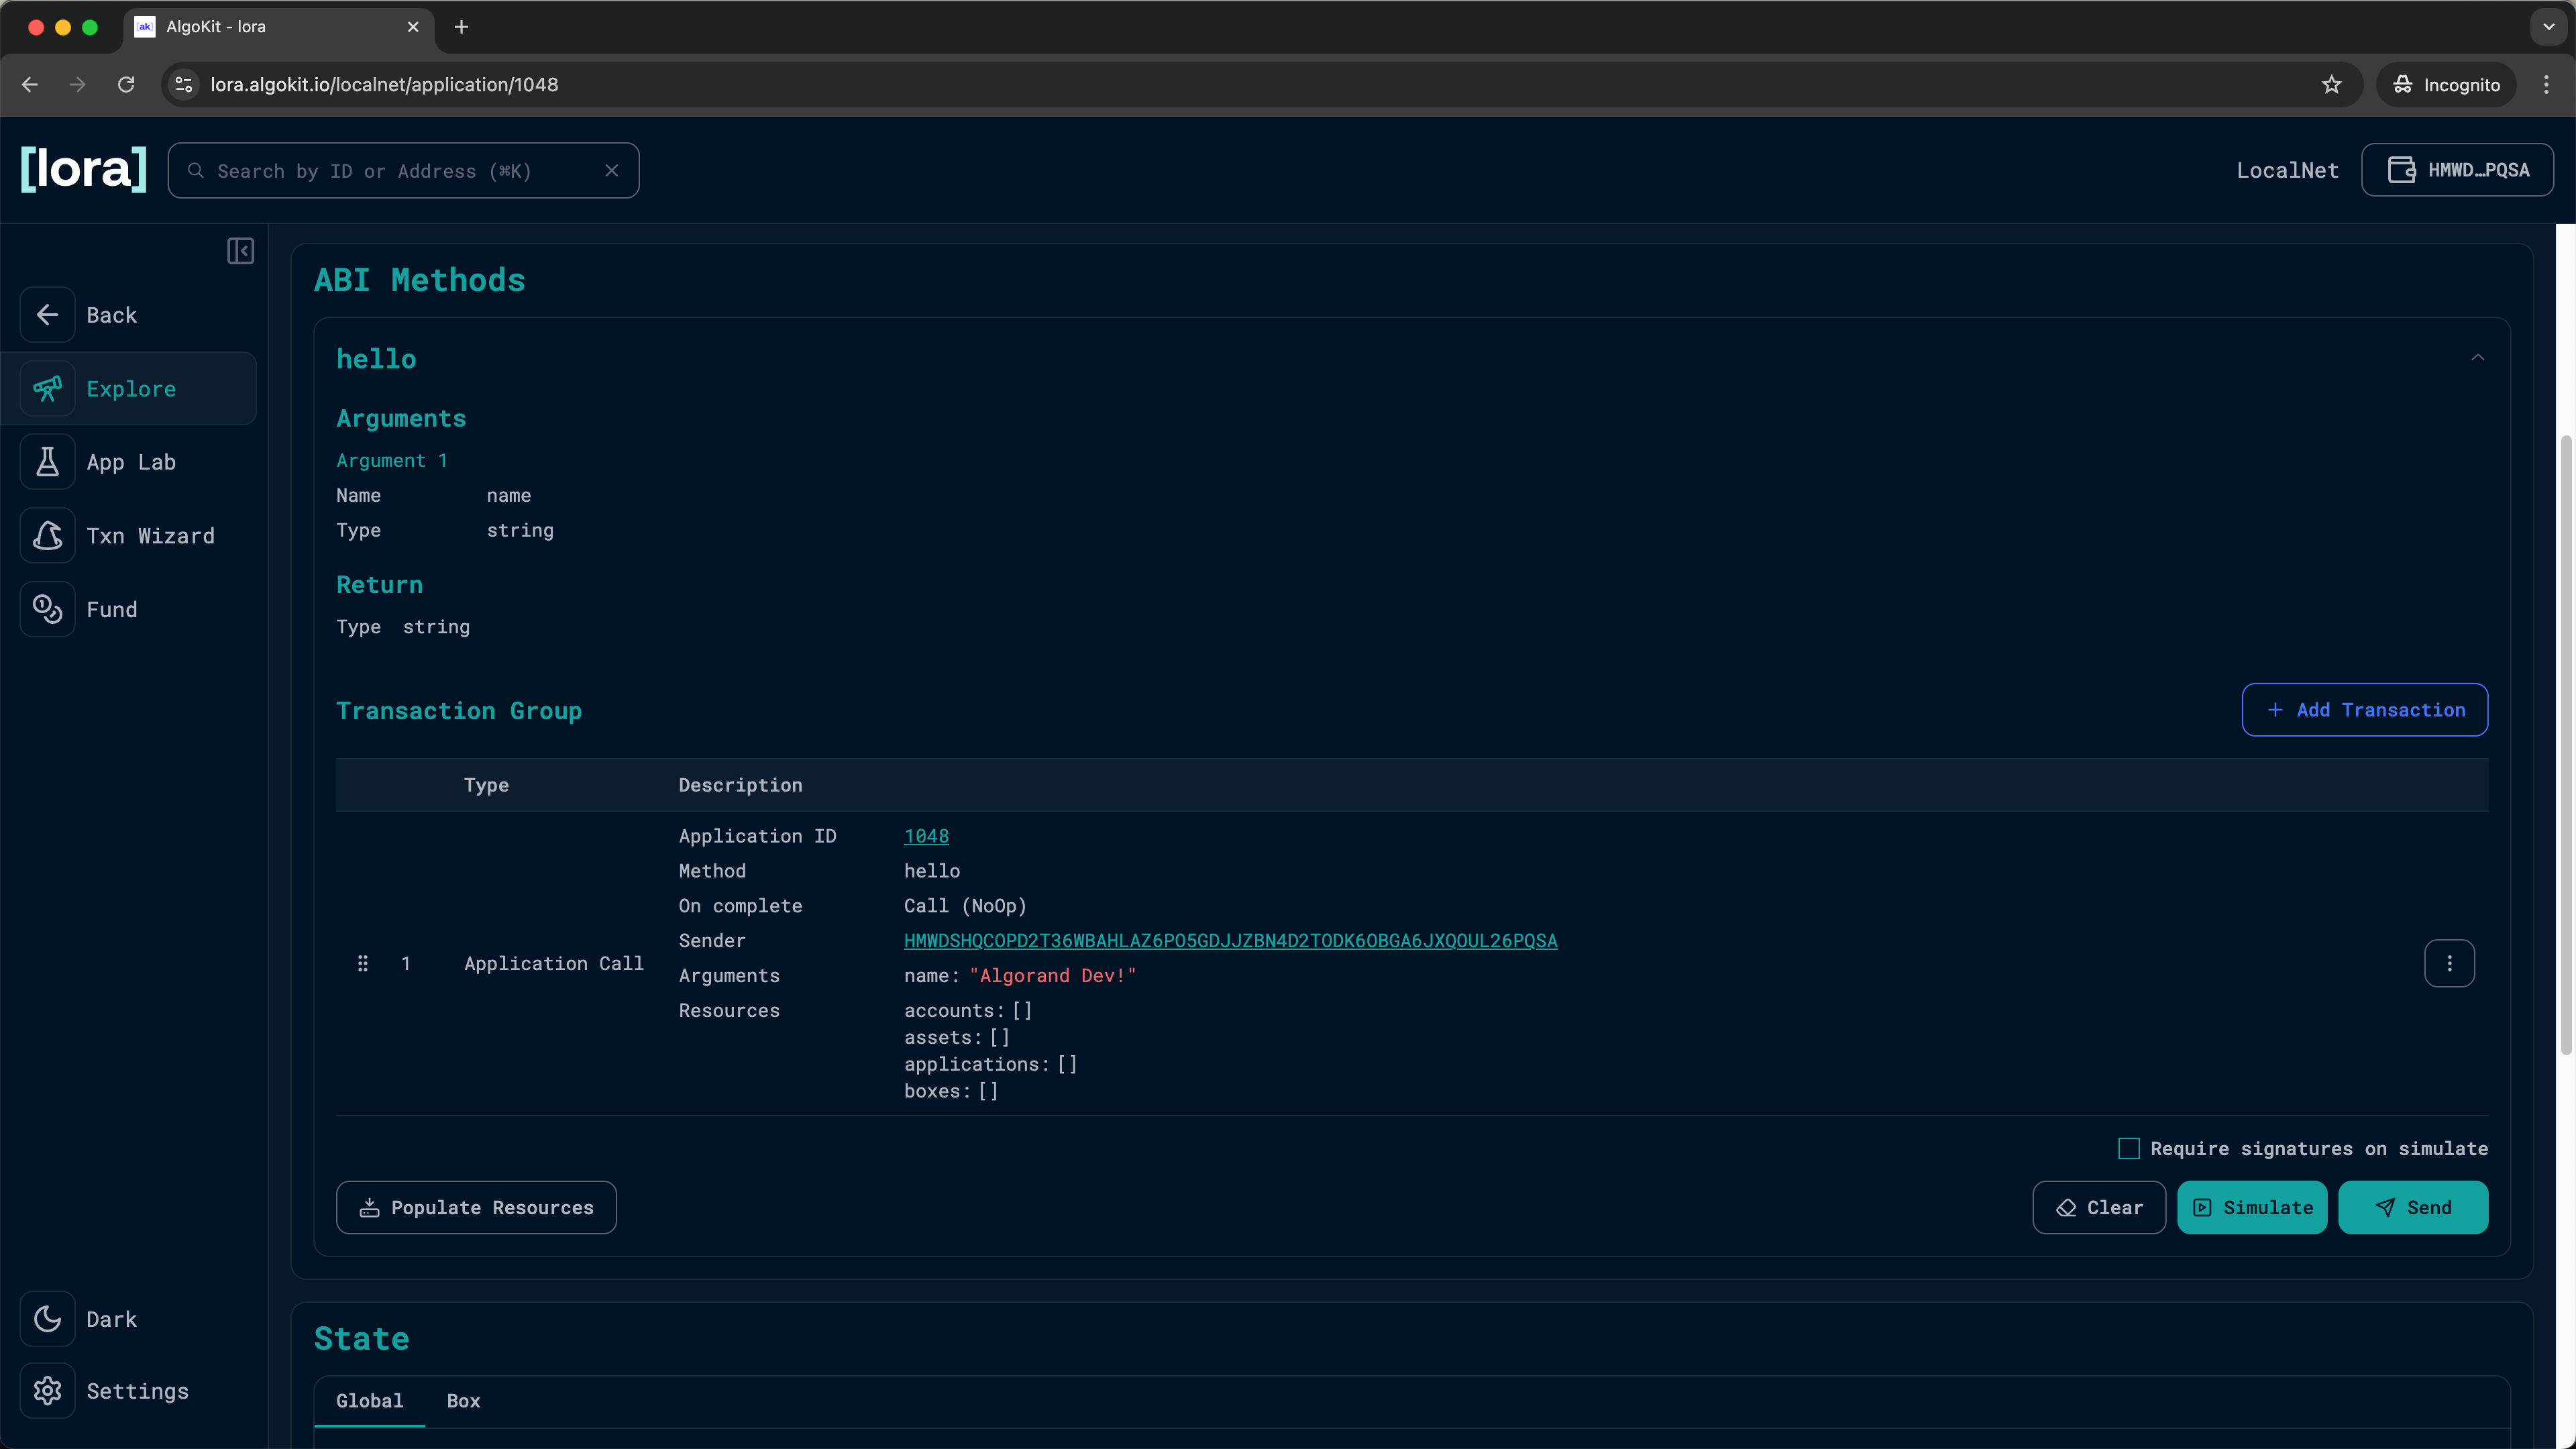 AlgoKit - lora
lora.algokit.io/localnet/application/1048
Incognito
[lora]
Search by ID or Address (⌘K)
LocalNet
HMWD…PQSA
Back
Explore
App Lab
Txn Wizard
Fund
Dark
Settings
ABI Methods
hello
Arguments
Argument 1
Name name
Type string
Return
Type string
Transaction Group
Add Transaction
Type Description
1 Application Call
Application ID 1048
Method hello
On complete Call (NoOp)
Sender HMWDSHQCOPD2T36WBAHLAZ6PO5GDJJZBN4D2TODK6OBGA6JXQOUL26PQSA
Arguments name: "Algorand Dev!"
Resources accounts: []
assets: []
applications: []
boxes: []
Require signatures on simulate
Populate Resources
Clear
Simulate
Send
State
Global Box